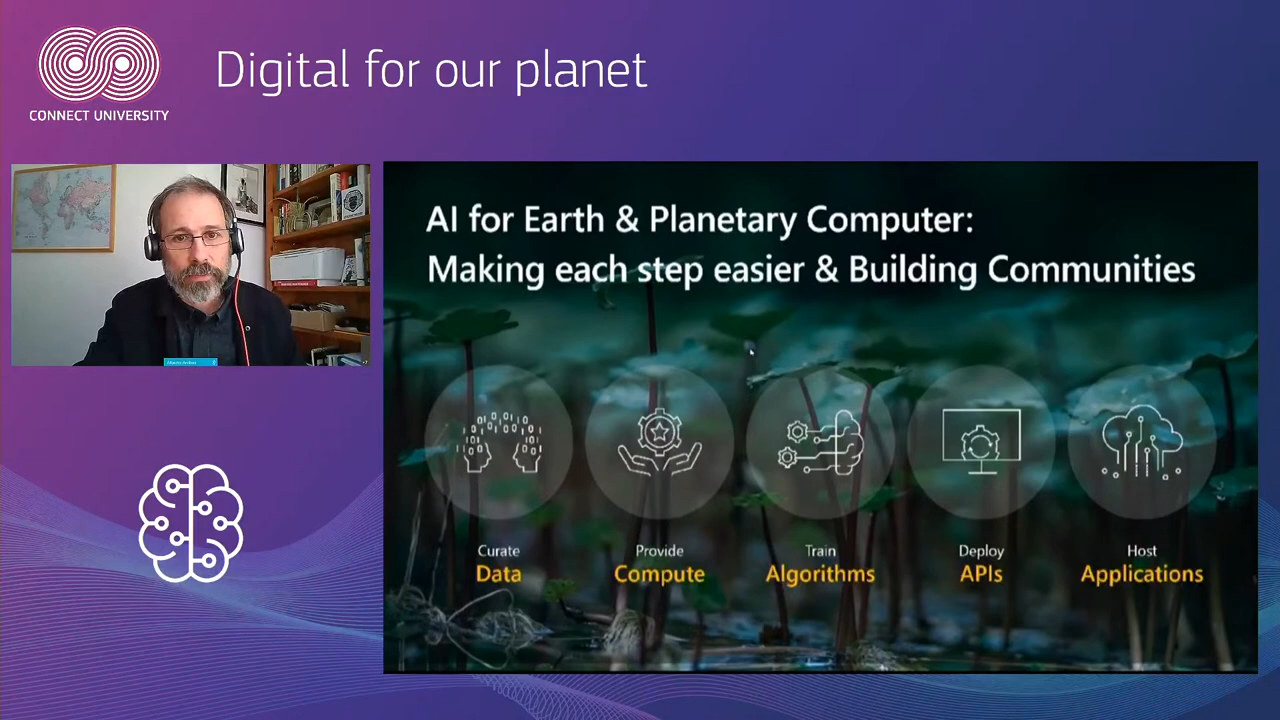 Digital for our planet
CONNECT UNIVERSITY
AI for Earth & Planetary Computer:
Making each step easier & Building Communities
Curate
Data
Provide
Compute
Train
Algorithms
Deploy
APIs
Host
Applications